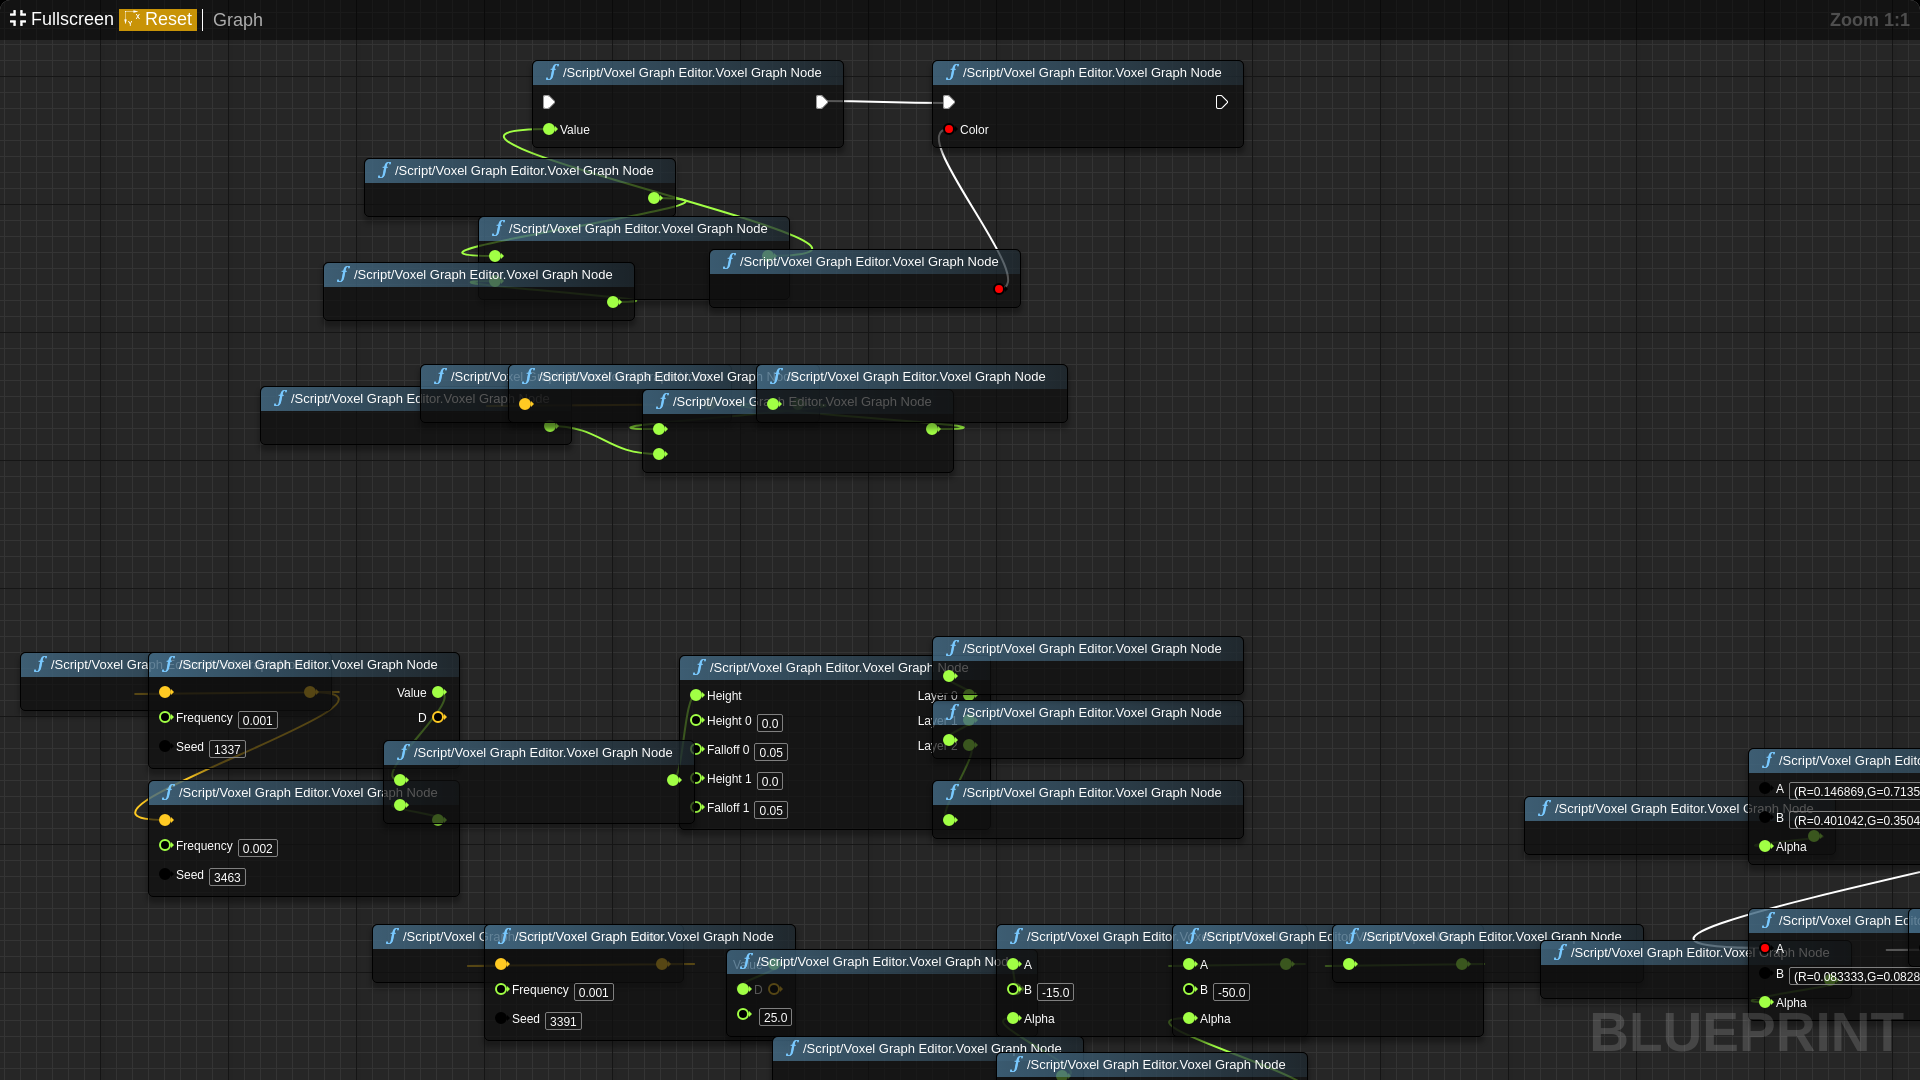 Fullscreen Reset Graph Zoom 1:1
/Script/Voxel Graph Editor.Voxel Graph Node
Value
/Script/Voxel Graph Editor.Voxel Graph Node
Color
/Script/Voxel Graph Editor.Voxel Graph Node
/Script/Voxel Graph Editor.Voxel Graph Node
/Script/Voxel Graph Editor.Voxel Graph Node
/Script/Voxel Graph Editor.Voxel Graph Node
/Script/Voxel Graph Editor.Voxel Graph Node
/Script/Vo
/Script/Voxel Graph Editor.Voxel Graph
/Script/Voxel Graph Editor.Voxel Graph Node
/Script/Voxel Graph Editor.Voxel Graph Node
/Script/Voxel Graph
/Script/Voxel Graph Editor.Voxel Graph Node
Value
D
Frequency 0.001
Seed 1337
/Script/Voxel Graph Editor.Voxel Graph Node
Frequency 0.002
Seed 3463
/Script/Voxel Graph Editor.Voxel Graph Node
/Script/Voxel Graph Editor.Voxel Graph Node
Height
Layer 0
Height 0 0.0
Layer 1
Falloff 0 0.05
Layer 2
Height 1 0.0
Falloff 1 0.05
/Script/Voxel Graph Editor.Voxel Graph Node
/Script/Voxel Graph Editor.Voxel Graph Node
/Script/Voxel Graph Editor.Voxel Graph Node
/Script/Voxel Graph Editor.Voxel Graph Node
/Script/Voxel Graph Edito
A (R=0.146869,G=0.7135
B (R=0.401042,G=0.3504
Alpha
/Script/Voxel G
/Script/Voxel Graph Editor.Voxel Graph Node
Frequency 0.001
Seed 3391
Value
D
/Script/Voxel Graph Editor.Voxel Graph Node
25.0
/Script/Voxel Graph Edito
A
B -15.0
Alpha
/Script/Voxel Graph Ed
A
B -50.0
Alpha
/Script/Voxel Graph Editor.Voxel Graph Node
/Script/Voxel Graph Editor.Voxel Graph Node
/Script/Voxel Graph Edito
A
B (R=0.083333,G=0.0828
Alpha
/Script/Voxel Graph Editor.Voxel Graph Node
/Script/Voxel Graph Editor.Voxel Graph Node
BLUEPRINT